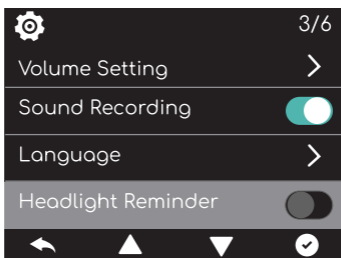 3/6
Volume Setting
Sound Recording
Language
Headlight Reminder